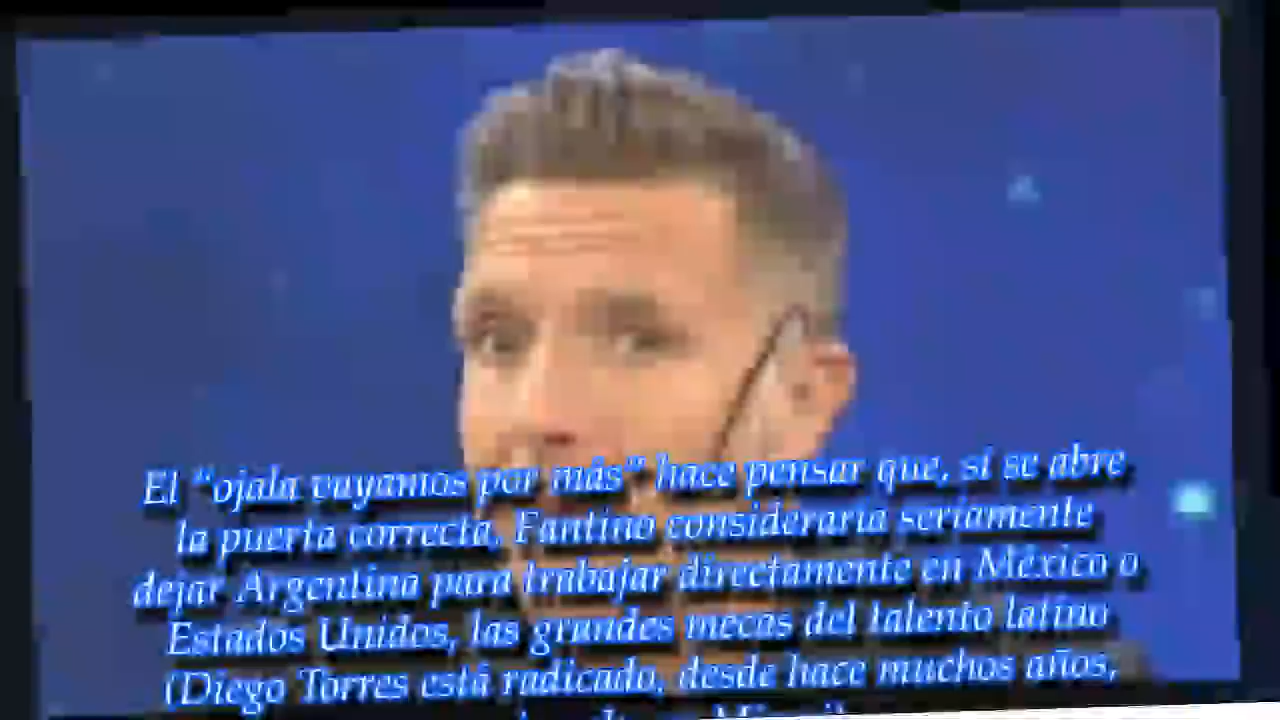 El “ojala vayamos por más” hace pensar que, si se abre
la puerta correcta, Fantino consideraría seriamente
dejar Argentina para trabajar directamente en México o
Estados Unidos, las grandes mecas del talento latino
(Diego Torres está radicado, desde hace muchos años,